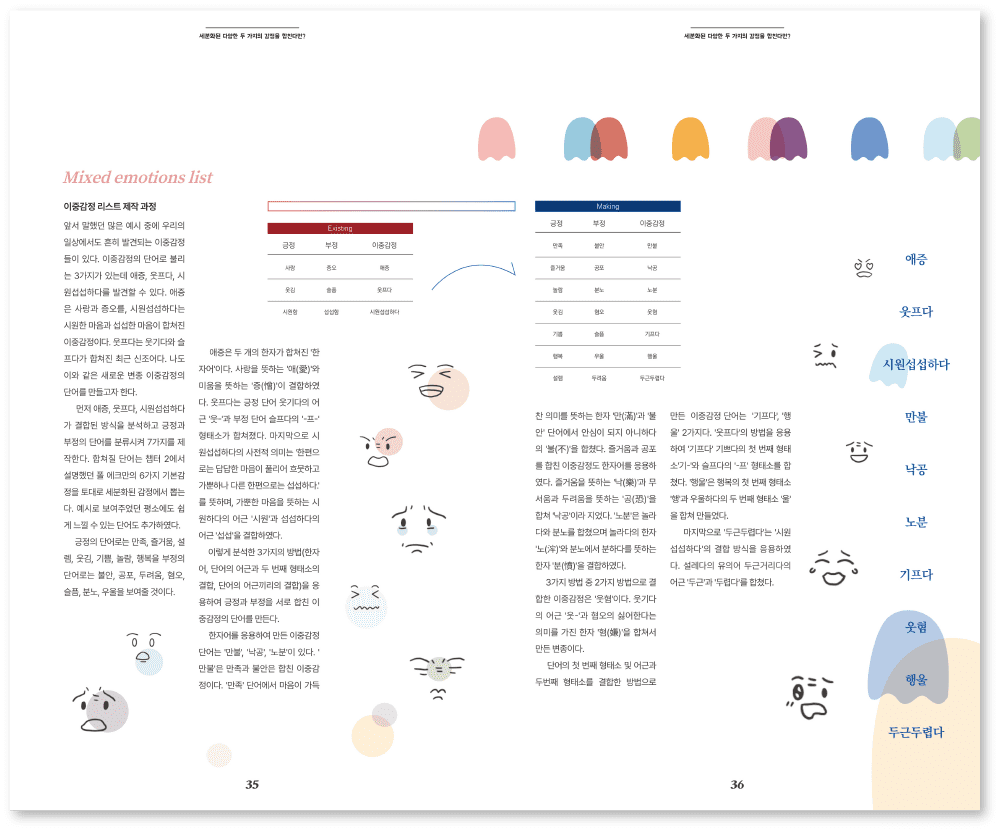 세분화된 다양한 두 가지의 감정을 합친다면?
Mixed emotions list
이중감정 리스트 제작 과정
앞서 말했던 많은 예시 중에 우리의
일상에서도 흔히 발견되는 이중감정
들이 있다. 이중감정의 단어로 불리
는 3가지가 있는데 애증, 웃프다, 시
원섭섭하다를 발견할 수 있다. 애증
은 사랑과 증오를, 시원섭섭하다는
시원한 마음과 섭섭한 마음이 합쳐진
이중감정이다. 웃프다는 웃기다와 슬
프다가 합쳐진 최근 신조어다. 나도
이와 같은 새로운 변종 이중감정의
단어를 만들고자 한다.
먼저 애증, 웃프다, 시원섭섭하다
가 결합된 방식을 분석하고 긍정과
부정의 단어를 분류시켜 7가지를 제
작한다. 합쳐질 단어는 챕터 2에서
설명했던 폴 에크만의 6가지 기본감
정을 토대로 세분화된 감정에서 뽑는
다. 예시로 보여주었던 평소에도 쉽
게 느낄 수 있는 단어도 추가하였다.
긍정의 단어로는 만족, 즐거움, 설
렘, 웃김, 기쁨, 놀람, 행복을 부정의
단어로는 불안, 공포, 두려움, 혐오,
슬픔, 분노, 우울을 보여줄 것이다.
Existing
긍정 부정 이중감정
사랑 증오 애증
웃김 슬픔 웃프다
시원함 섭섭함 시원섭섭하다
애증은 두 개의 한자가 합쳐진 '한
자어'이다. 사랑을 뜻하는 '애(愛)'와
미움을 뜻하는 '증(憎)'이 결합하였
다. 웃프다는 긍정 단어 웃기다의 어
근 '웃-'과 부정 단어 슬프다의 '-프-'
형태소가 합쳐졌다. 마지막으로 시
원섭섭하다의 사전적 의미는 '한편으
로는 답답한 마음이 풀리어 흐뭇하고
가뿐하나 다른 한편으로는 섭섭하다.'
를 뜻하며, 가뿐한 마음을 뜻하는 시
원하다의 어근 '시원'과 섭섭하다의
어근 '섭섭'을 결합하였다.
이렇게 분석한 3가지의 방법(한자
어, 단어의 어근과 두 번째 형태소의
결합, 단어의 어근끼리의 결합)을 응
용하여 긍정과 부정을 서로 합친 이
중감정의 단어를 만든다.
한자어를 응용하여 만든 이중감정
단어는 '만불', '낙공', '노분'이 있다. '
만불'은 만족과 불안은 합친 이중감
정이다. '만족' 단어에서 마음이 가득
35
세분화된 다양한 두 가지의 감정을 합친다면?
Making
긍정 부정 이중감정
만족 불안 만불
즐거움 공포 낙공
놀람 분노 노분
웃김 혐오 웃혐
기쁨 슬픔 기프다
행복 우울 행울
설렘 두려움 두근두렵다
찬 의미를 뜻하는 한자 '만(滿)'과 '불
안' 단어에서 안심이 되지 아니하다
의 '불(不)'을 합쳤다. 즐거움과 공포
를 합친 이중감정도 한자어를 응용하
였다. 즐거움을 뜻하는 '낙(樂)'과 무
서움과 두려움을 뜻하는 '공(恐)'을
합쳐 '낙공'이라 지었다. '노분'은 놀라
다와 분노를 합쳤으며 놀라다의 한자
와 분노에서 분하다를 뜻하는
한자 '분(憤)'을 결합하였다.
3가지 방법 중 2가지 방법으로 결
합한 이중감정은 '웃혐'이다. 웃기다
의 어근 '웃-'과 혐오의 싫어한다는
의미를 가진 한자 '혐(嫌)'을 합쳐서
만든 변종이다.
단어의 첫 번째 형태소 및 어근과
두번째 형태소를 결합한 방법으로
만든 이중감정 단어는 '기프다', '행
울' 2가지다. '웃프다'의 방법을 응용
하여 '기프다' 기쁘다의 첫 번째 형태
소'기-'와 슬프다의 '-프' 형태소를 합
쳤다. '행울'은 행복의 첫 번째 형태소
'행'과 우울하다의 두 번째 형태소 '울'
을 합쳐 만들었다.
마지막으로 '두근두렵다'는 '시원
섭섭하다'의 결합 방식을 응용하였
다. 설레다의 유의어 두근거리다의
어근 '두근'과 '두렵다'를 합쳤다.
애증
웃프다
시원섭섭하다
만불
낙공
노분
기프다
웃혐
행울
두근두렵다
36